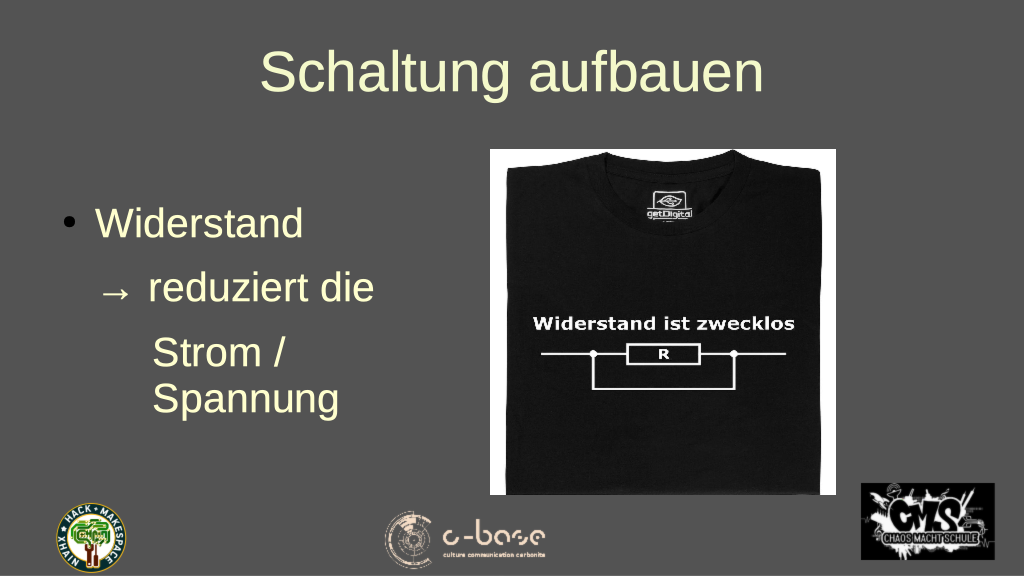 Schaltung aufbauen
• Widerstand
→ reduziert die
Strom /
Spannung
getDigital
Widerstand ist zwecklos
R
HACK + MAKESPACE
XHAIN
c-base
culture communication carbonite
CMS
CHAOS MACHT SCHULE